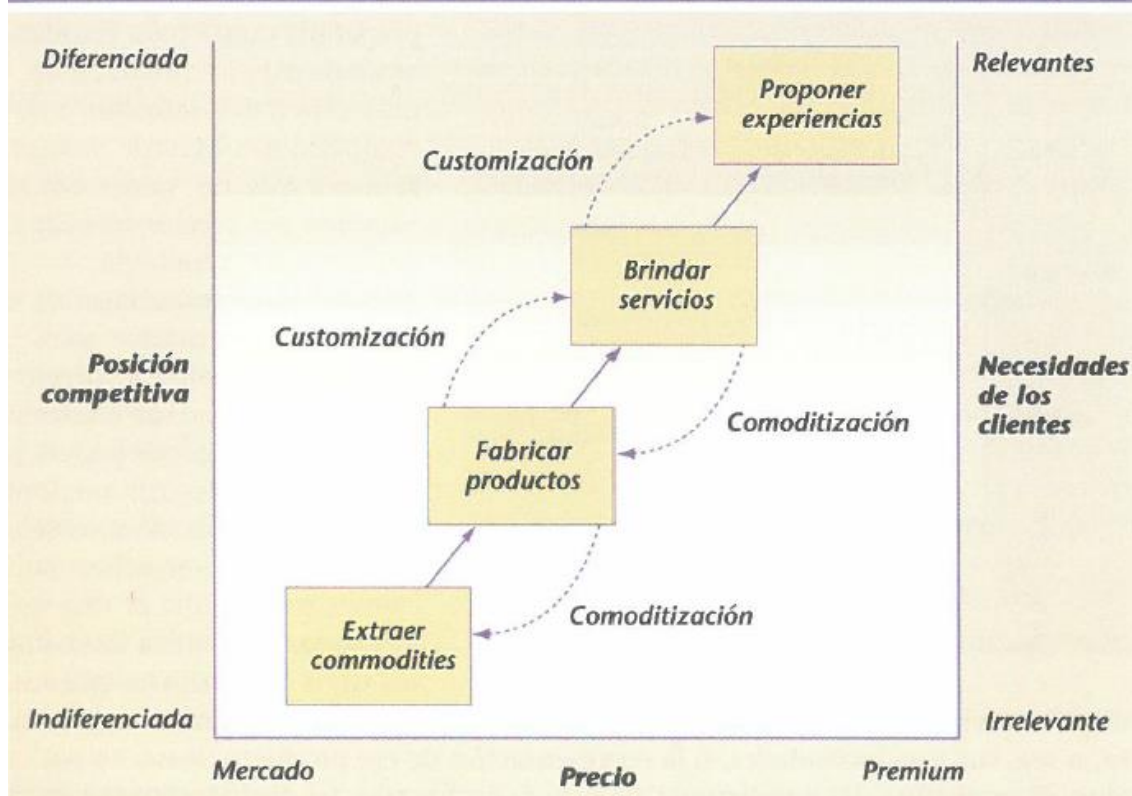 Diferenciada
Relevantes
Proponer
experiencias
Customización
Brindar
servicios
Customización
Posición
competitiva
Necesidades
de los
clientes
Comoditización
Fabricar
productos
Comoditización
Extraer
commodities
Indiferenciada
Irrelevante
Mercado
Precio
Premium